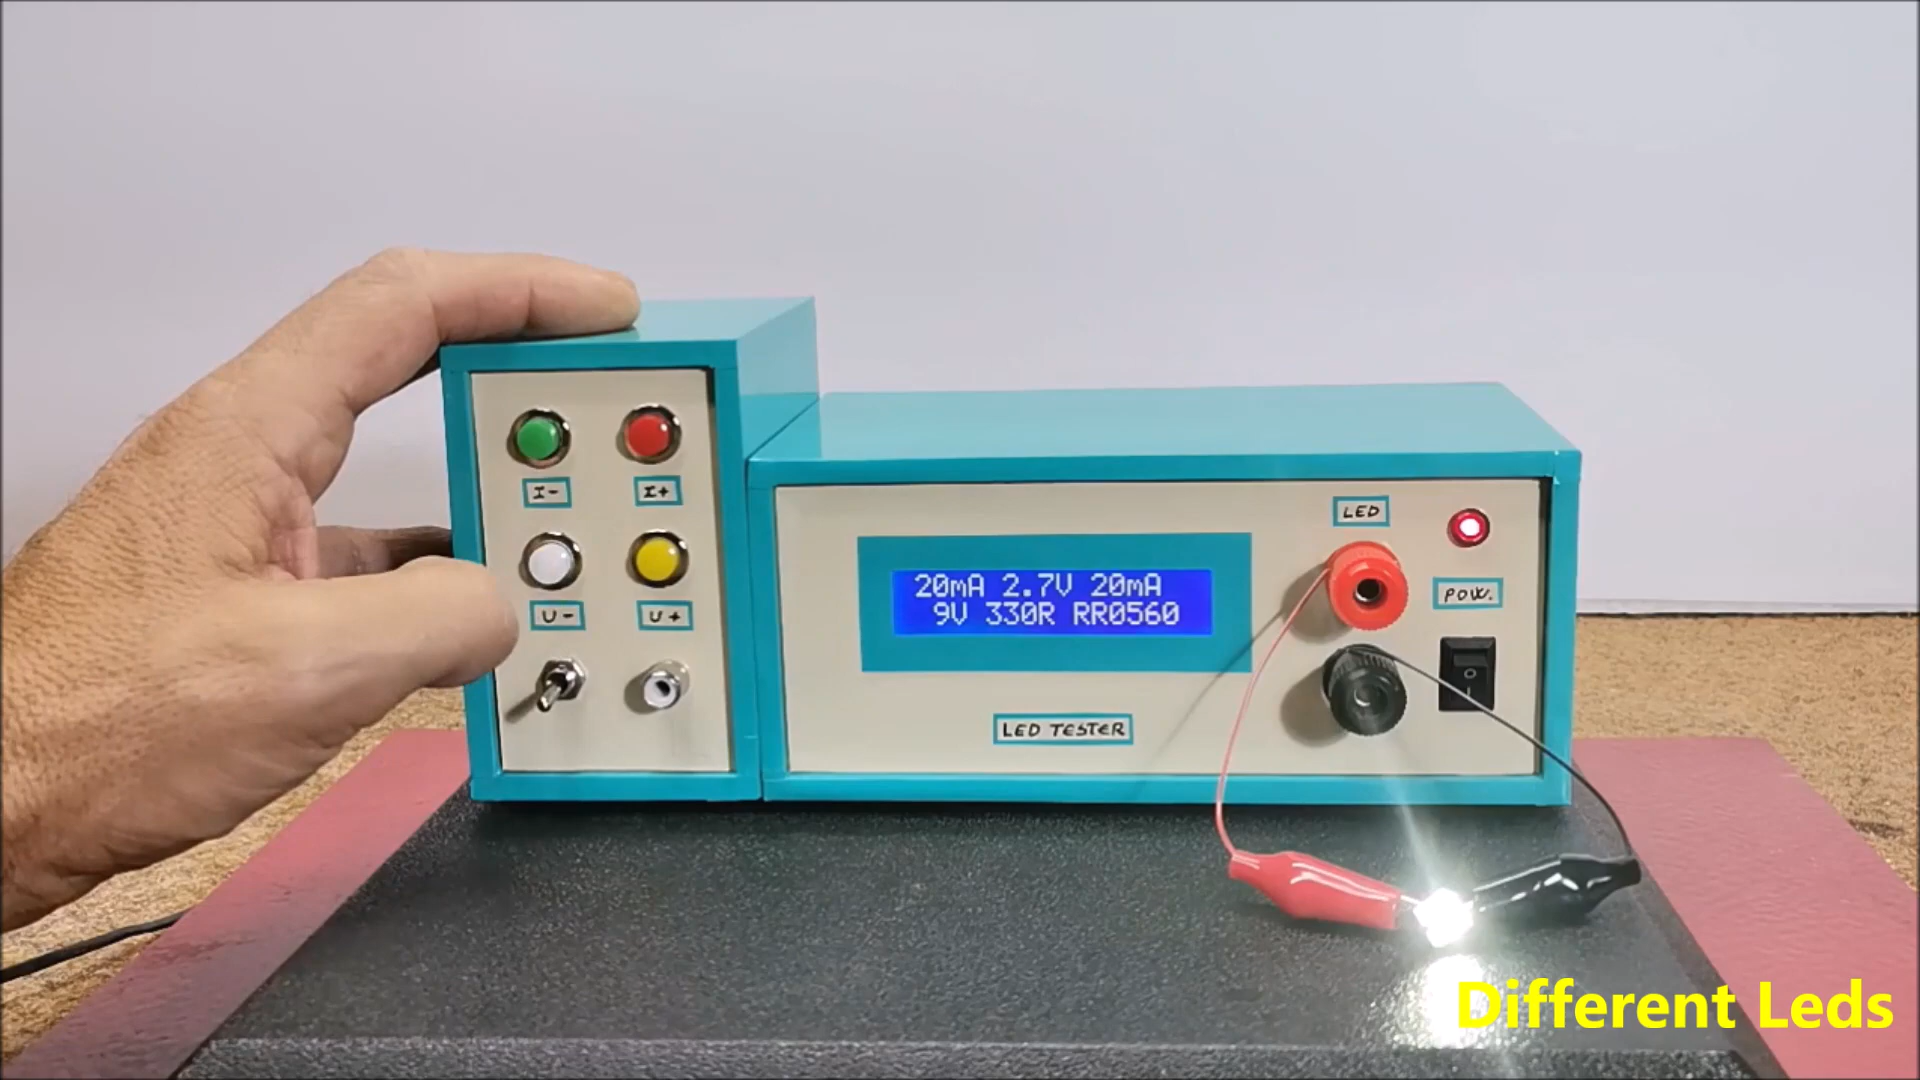 I- I+
U- U+
20mA 2.7V 20mA
9V 330R RR0560
LED
POW.
LED TESTER
Different Leds